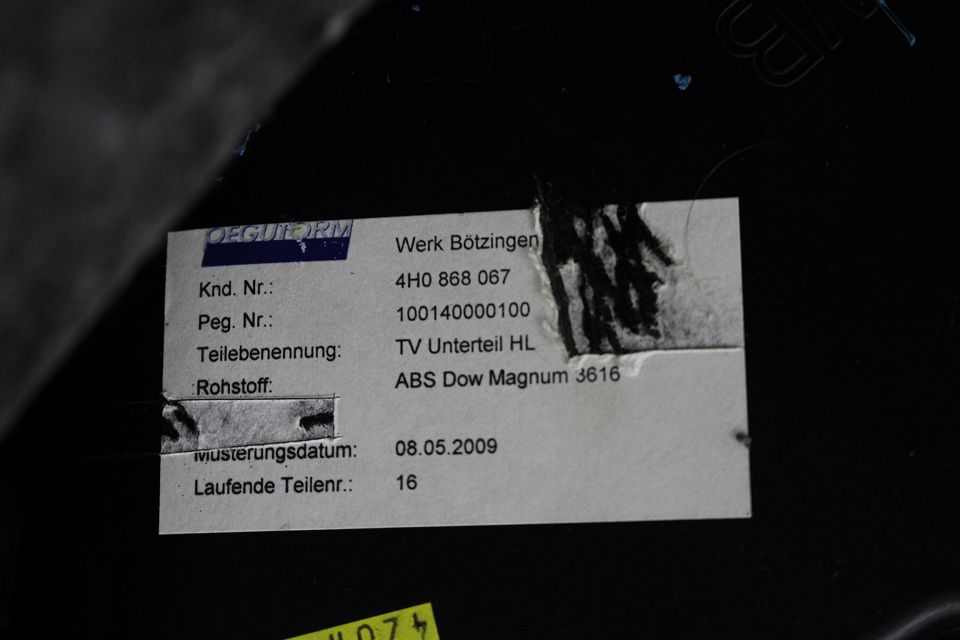 PEGUFORM
Werk Bötzingen
Knd. Nr.: 4H0 868 067
Peg. Nr.: 100140000100
Teilebenennung: TV Unterteil HL
Rohstoff: ABS Dow Magnum 3616
Musterungsdatum: 08.05.2009
Laufende Teilenr.: 16